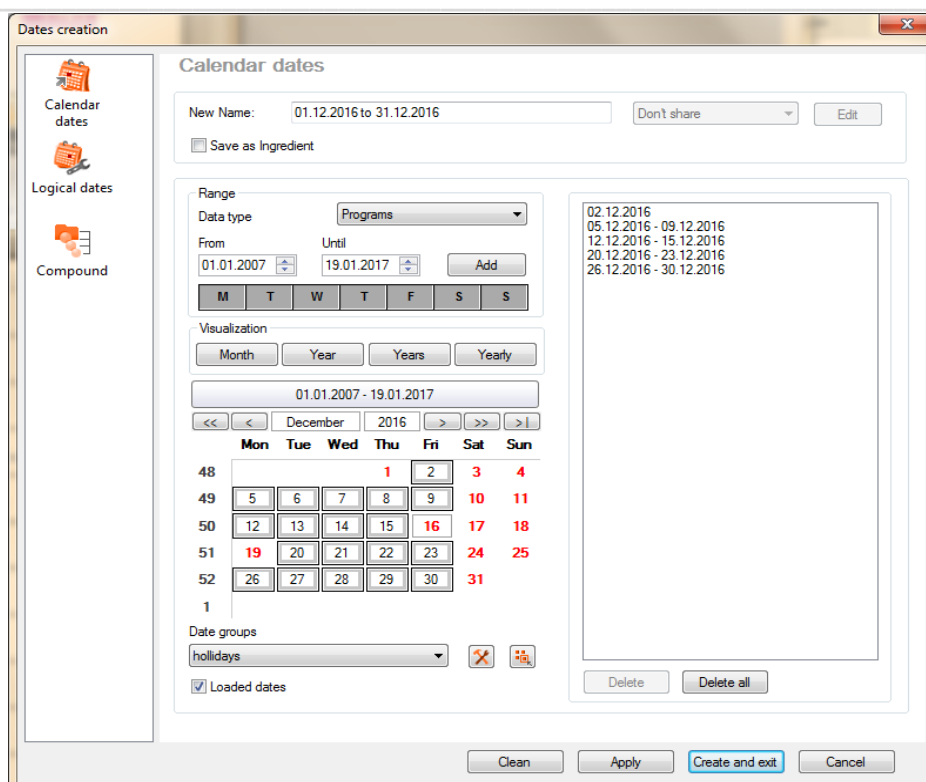 Dates creation
x
Calendar dates
Calendar
dates
Logical dates
Compound
New Name: 01.12.2016 to 31.12.2016 Don't share Edit
Save as Ingredient
Range
Data type Programs
From Until
01.01.2007 19.01.2017 Add
M T W T F S S
Visualization
Month Year Years Yearly
01.01.2007 - 19.01.2017
<< < December 2016 > >> >|
Mon Tue Wed Thu Fri Sat Sun
48 1 2 3 4
49 5 6 7 8 9 10 11
50 12 13 14 15 16 17 18
51 19 20 21 22 23 24 25
52 26 27 28 29 30 31
1
Date groups
hollidays
Loaded dates
02.12.2016
05.12.2016 - 09.12.2016
12.12.2016 - 15.12.2016
20.12.2016 - 23.12.2016
26.12.2016 - 30.12.2016
Delete Delete all
Clean Apply Create and exit Cancel